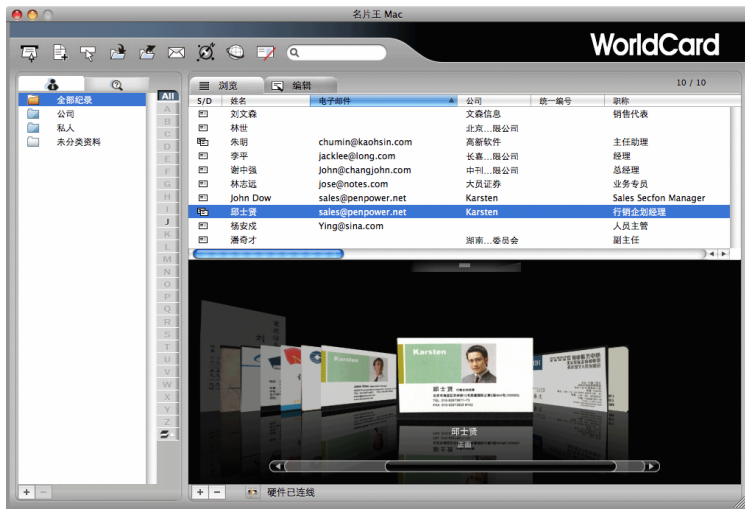 名片王 Mac
WorldCard
浏览 编辑 10 / 10
全部纪录
公司
私人
未分类资料
All
A
B
C
D
E
F
G
H
I
J
K
L
M
N
O
P
Q
R
S
T
U
V
W
X
Y
Z
S/D 姓名 电子邮件 公司 统一编号 职称
刘文森 文森信息 销售代表
林世 北京…限公司
朱明 chumin@kaohsin.com 高新软件 主任助理
李平 jacklee@long.com 长春…限公司 经理
谢中强 John@changjohn.com 中刊…限公司 总经理
林志远 jose@notes.com 大员证券 业务专员
John Dow sales@penpower.net Karsten Sales Secfon Manager
邱士贤 sales@penpower.net Karsten 行销企划经理
杨安成 Ying@sina.com 人员主管
潘奇才 湖南…委员会 副主任
Karsten
Karsten
邱士贤
邱士贤
正面
+ − + − 硬件已连线